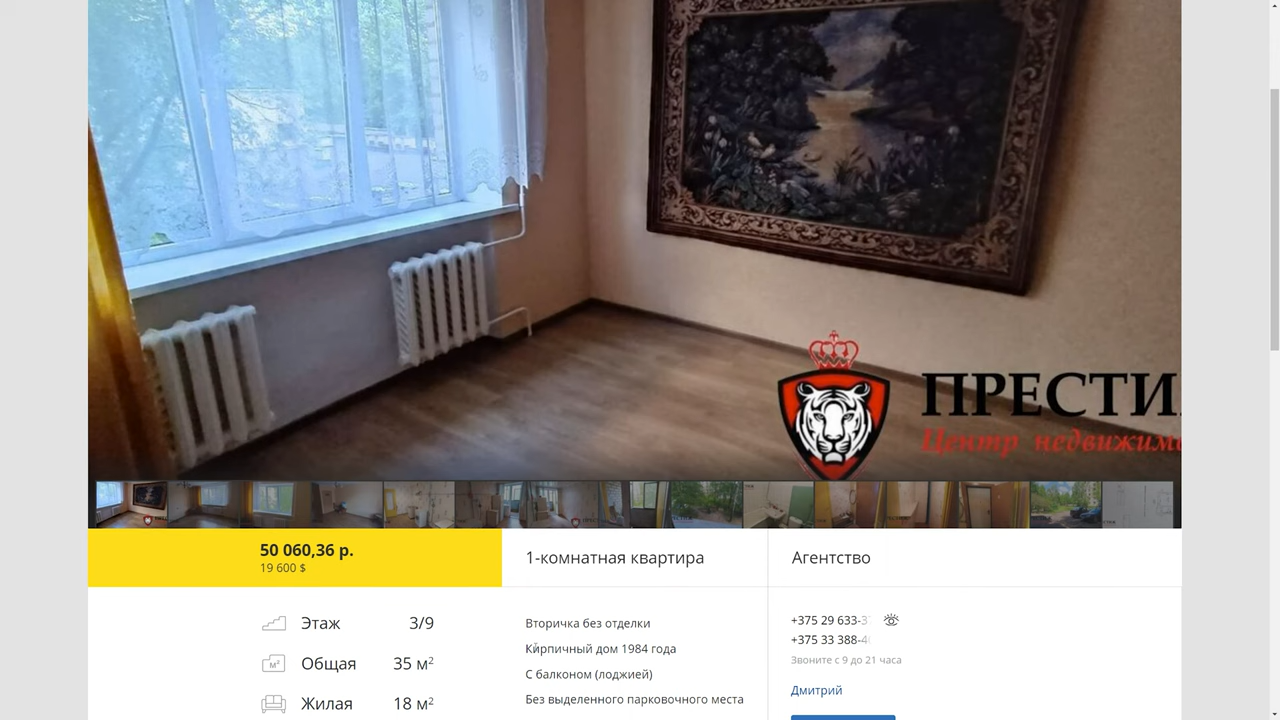 ПРЕСТИ
Центр недвижим
50 060,36 р.
19 600 $
1-комнатная квартира
Агентство
Этаж 3/9
Общая 35 м²
Жилая 18 м²
Вторичка без отделки
Кирпичный дом 1984 года
С балконом (лоджией)
Без выделенного парковочного места
+375 29 633-3
+375 33 388-4
Звоните с 9 до 21 часа
Дмитрий